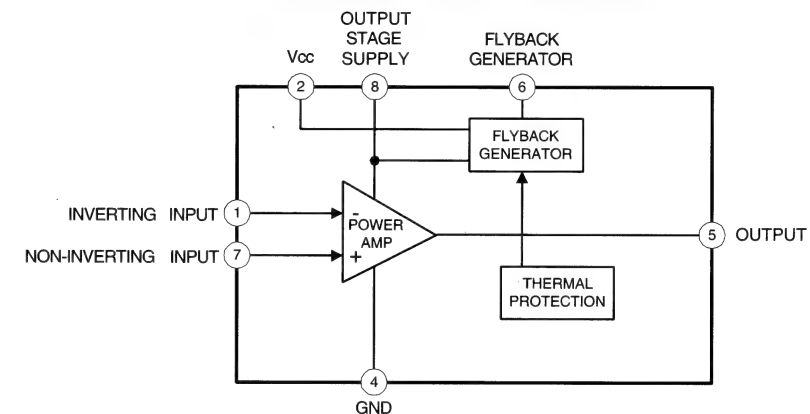 OUTPUT
STAGE
SUPPLY
FLYBACK
GENERATOR
Vcc
2
8
6
FLYBACK
GENERATOR
INVERTING INPUT
1
-
POWER
AMP
+
NON-INVERTING INPUT
7
5
OUTPUT
THERMAL
PROTECTION
4
GND